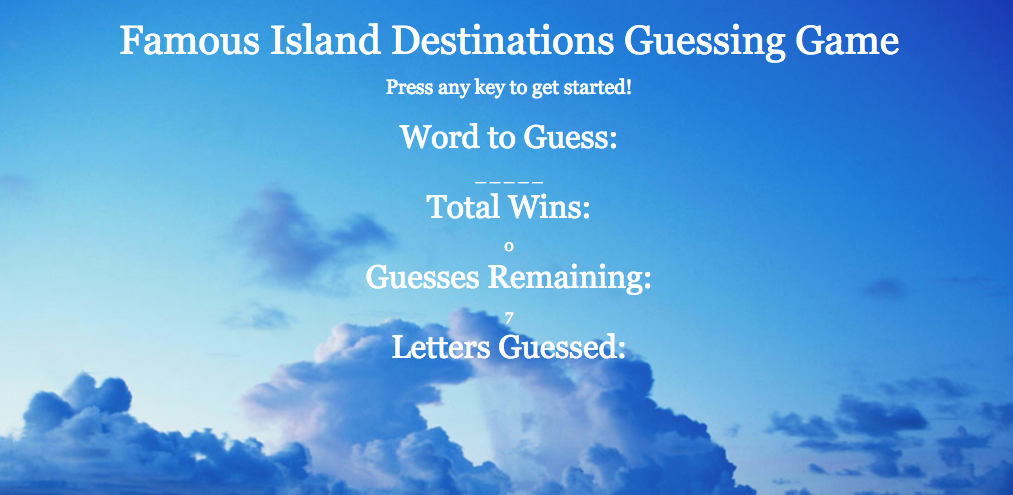 Famous Island Destinations Guessing Game
Press any key to get started!
Word to Guess:
_ _ _ _ _
Total Wins:
0
Guesses Remaining:
7
Letters Guessed: